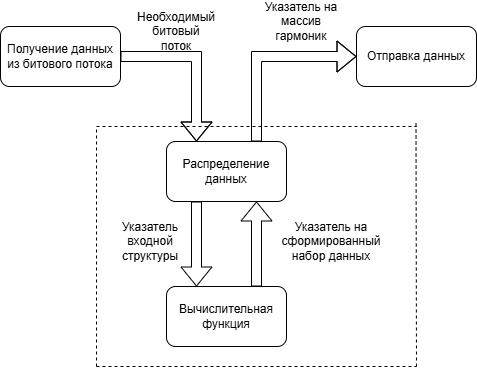 Необходимый
битовый
поток
Указатель на
массив
гармоник
Получение данных
из битового потока
Отправка данных
Распределение
данных
Указатель
входной
структуры
Указатель на
сформированный
набор данных
Вычислительная
функция